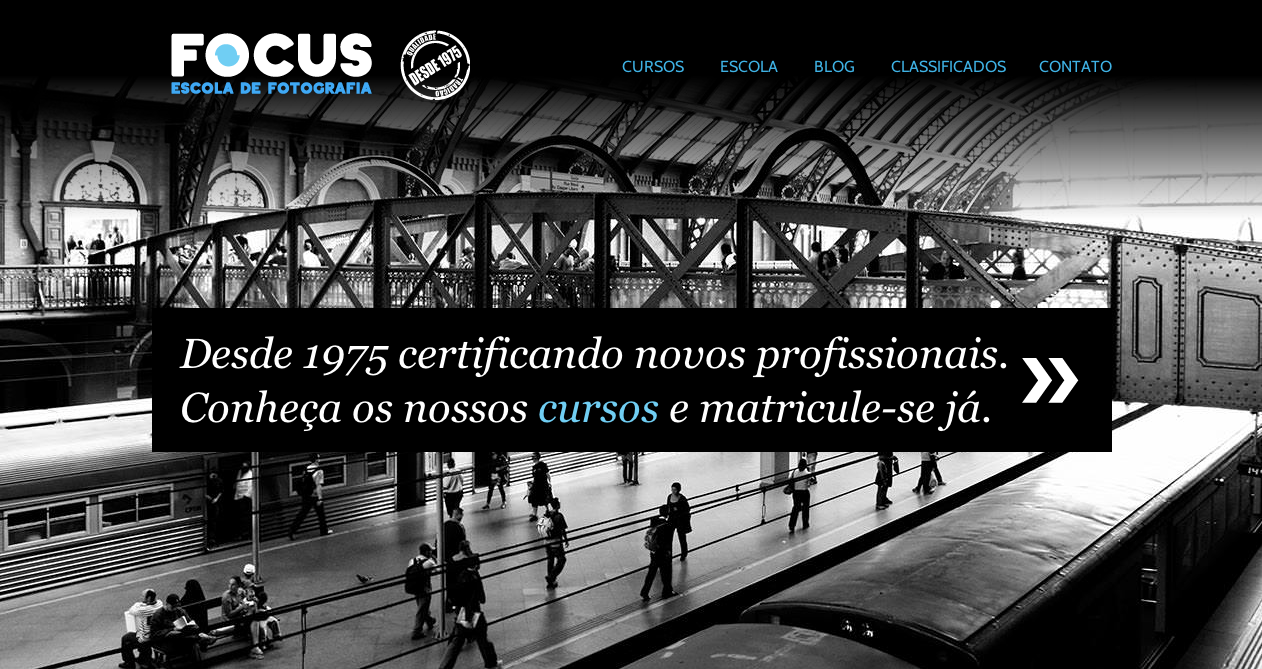 FOCUS
ESCOLA DE FOTOGRAFIA
QUALIDADE
DESDE 1975
TRADIÇÃO
CURSOS ESCOLA BLOG CLASSIFICADOS CONTATO
Desde 1975 certificando novos profissionais.
Conheça os nossos cursos e matricule-se já.